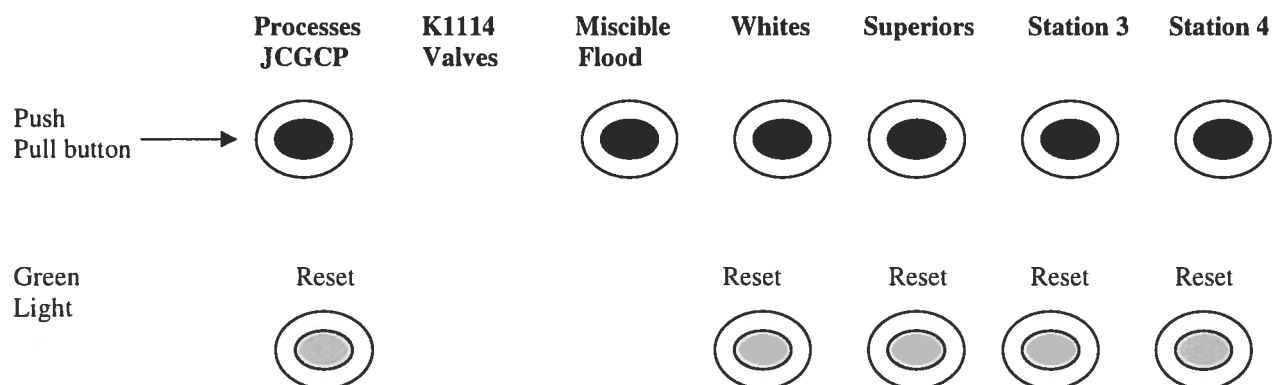 Processes K1114 Miscible Whites Superiors Station 3 Station 4
JCGCP Valves Flood
Push
Pull button
Green Reset Reset Reset Reset Reset
Light